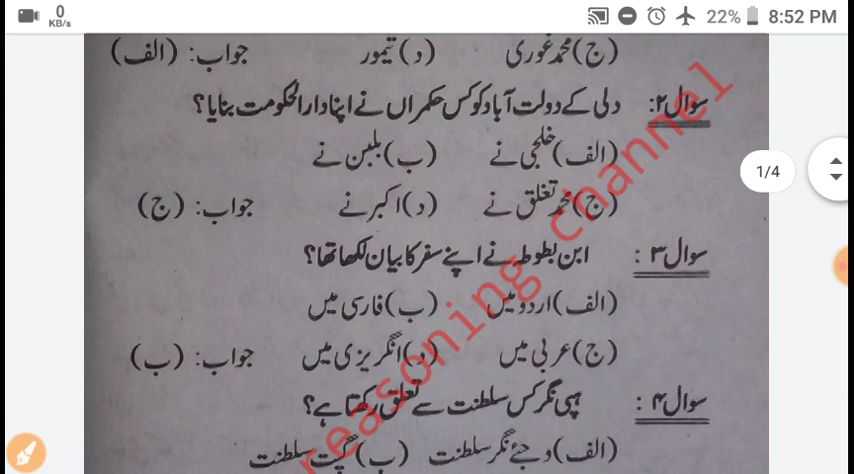 0 KB/s 22% 8:52 PM
(ج) محمد غوری (د) تیمور جواب: (الف)
سوال ۲: دلی کے دولت آباد کو کس حکمراں نے اپنا دارالحکومت بنایا؟
(الف) خلجی نے (ب) بلبن نے
(ج) محمد تغلق نے (د) اکبر نے جواب: (ج)
سوال ۳: ابن بطوطہ نے اپنے سفر کا بیان لکھا تھا؟
(الف) اردو میں (ب) فارسی میں
(ج) عربی میں (د) انگریزی میں جواب: (ب)
سوال ۴: ہمپی نگر کس سلطنت سے تعلق رکھتا ہے؟
(الف) وجئے نگر سلطنت (ب) گپت سلطنت
1/4
reasoning channel